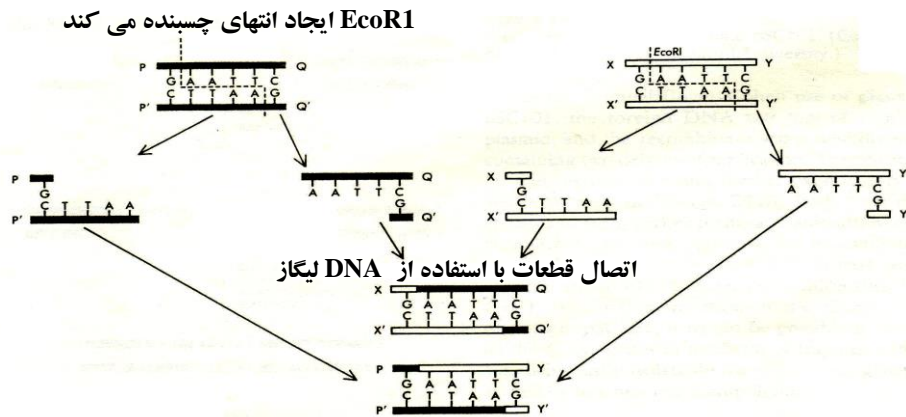 EcoR1 ایجاد انتهای چسبنده می کند
P Q X EcoRI Y
G A A T T C G A A T T C
C T T A A G C T T A A G
P' Q' X' Y'
P Q X Y
G A A T T C G A A T T C
C T T A A G C T T A A G
P' Q' X' Y
اتصال قطعات با استفاده از DNA لیگاز
X Q
G A A T T C
C T T A A G
X' Q'
P Y
G A A T T C
C T T A A G
P' Y'